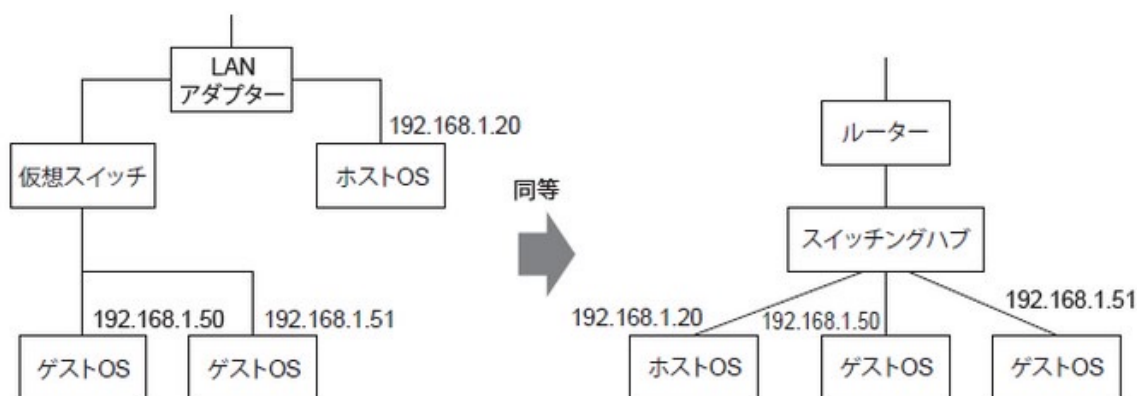 LAN
アダプター
192.168.1.20
仮想スイッチ
ホストOS
192.168.1.50
192.168.1.51
ゲストOS
ゲストOS
同等
ルーター
スイッチングハブ
192.168.1.20
192.168.1.50
192.168.1.51
ホストOS
ゲストOS
ゲストOS